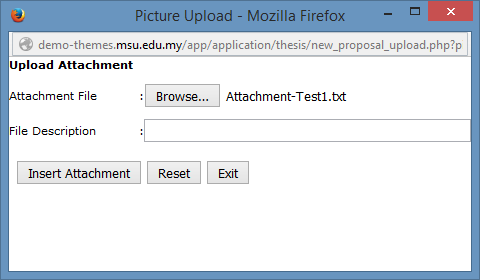 Picture Upload - Mozilla Firefox
demo-themes.msu.edu.my/app/application/thesis/new_proposal_upload.php?p
Upload Attachment
Attachment File : Browse... Attachment-Test1.txt
File Description :
Insert Attachment Reset Exit